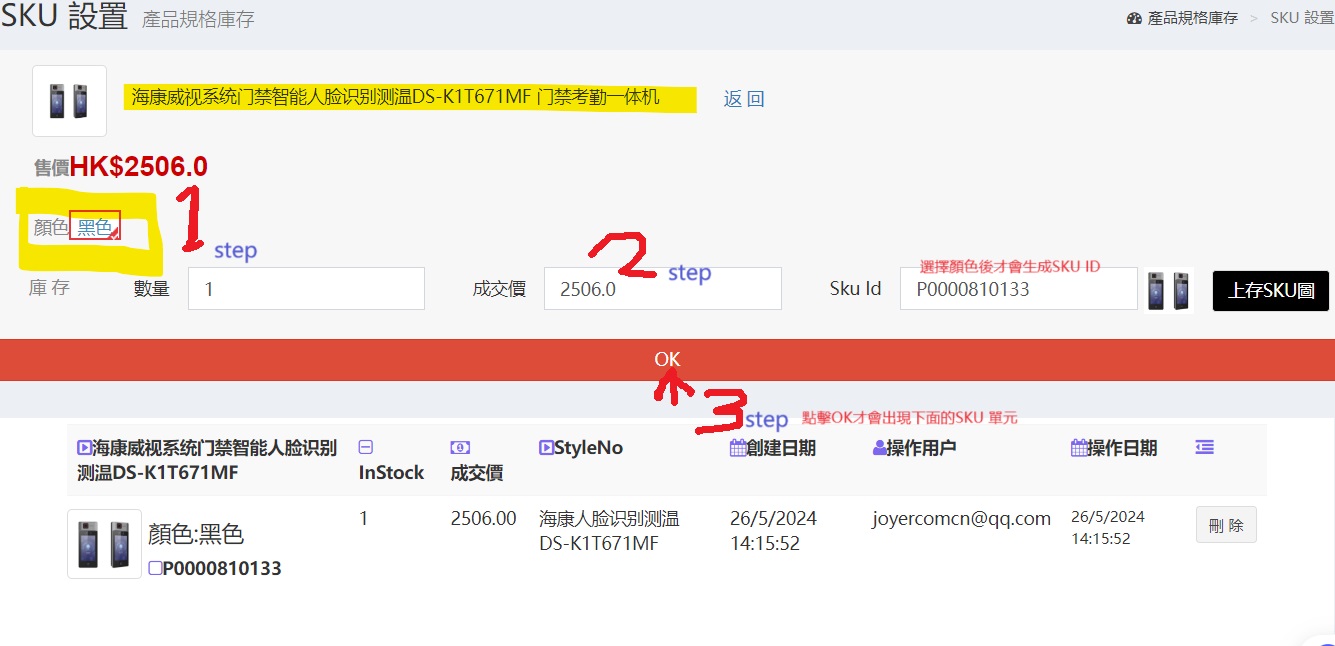 SKU 設置 產品規格庫存
產品規格庫存 > SKU 設置
海康威视系统门禁智能人脸识别测温DS-K1T671MF 门禁考勤一体机 返 回
售價HK$2506.0
顏色 黑色
1 step
2 step
選擇顏色後才會生成SKU ID
庫 存 數量 1 成交價 2506.0 Sku Id P0000810133 上存SKU圖
OK
3 step 點擊OK才會出現下面的SKU 單元
海康威视系统门禁智能人脸识别 StyleNo 創建日期 操作用户 操作日期
测温DS-K1T671MF InStock 成交價
1 2506.00 海康人脸识别测温 26/5/2024 joyercomcn@qq.com 26/5/2024
顏色:黑色 DS-K1T671MF 14:15:52 14:15:52 刪 除
P0000810133